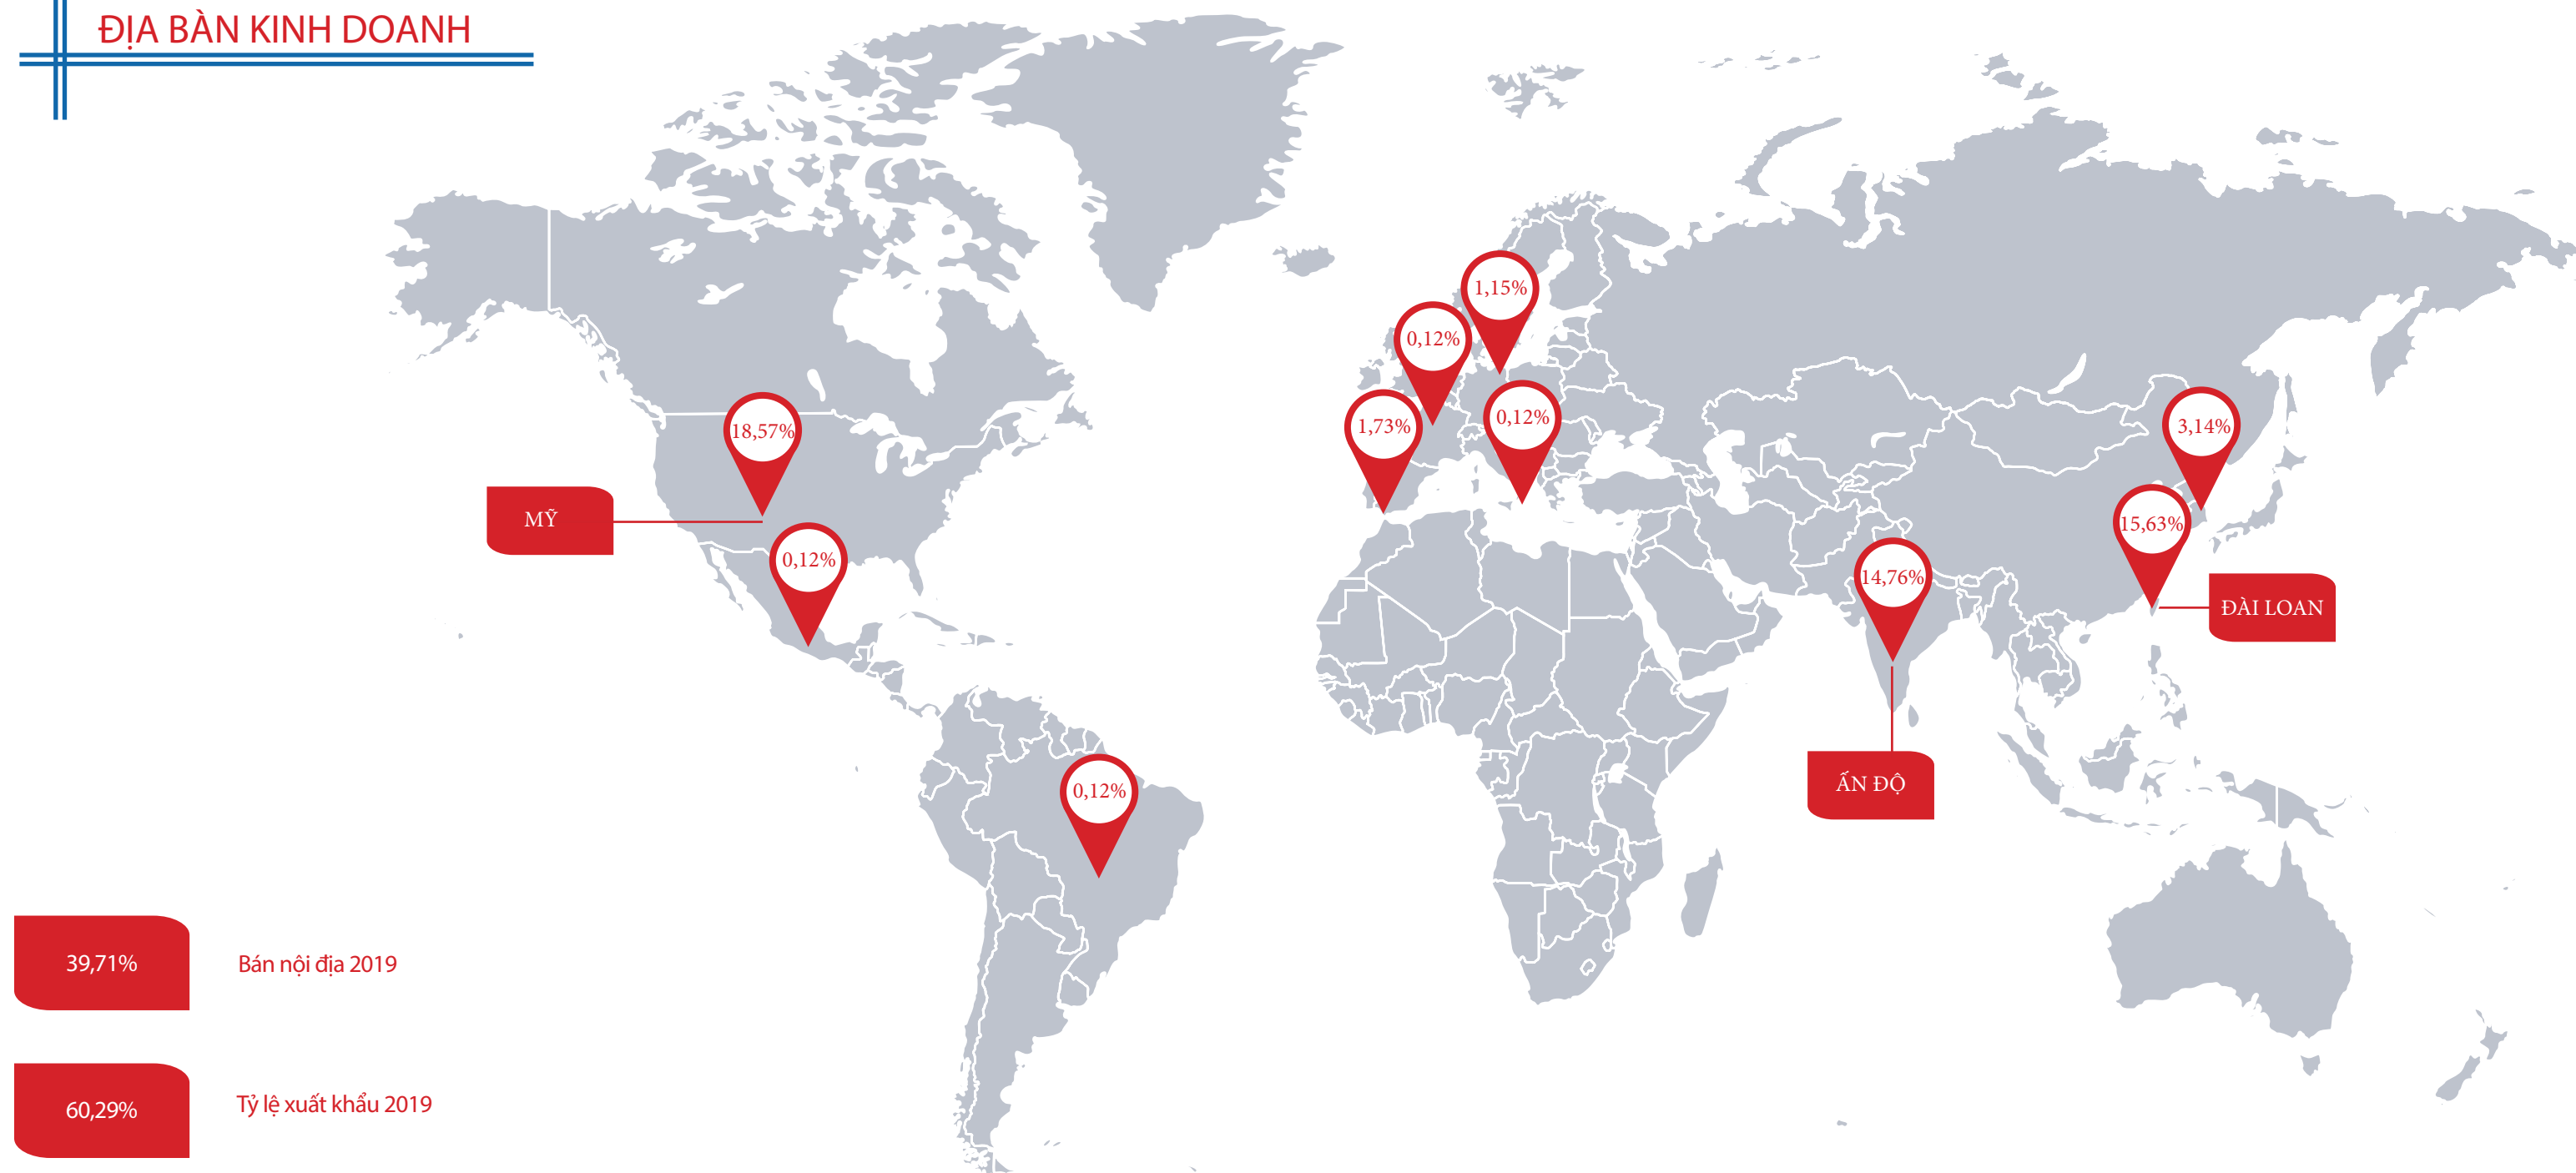 ĐỊA BÀN KINH DOANH
1,15%
0,12%
1,73%
0,12%
18,57%
3,14%
MỸ
15,63%
0,12%
14,76%
ĐÀI LOAN
ẤN ĐỘ
0,12%
39,71%
Bán nội địa 2019
60,29%
Tỷ lệ xuất khẩu 2019